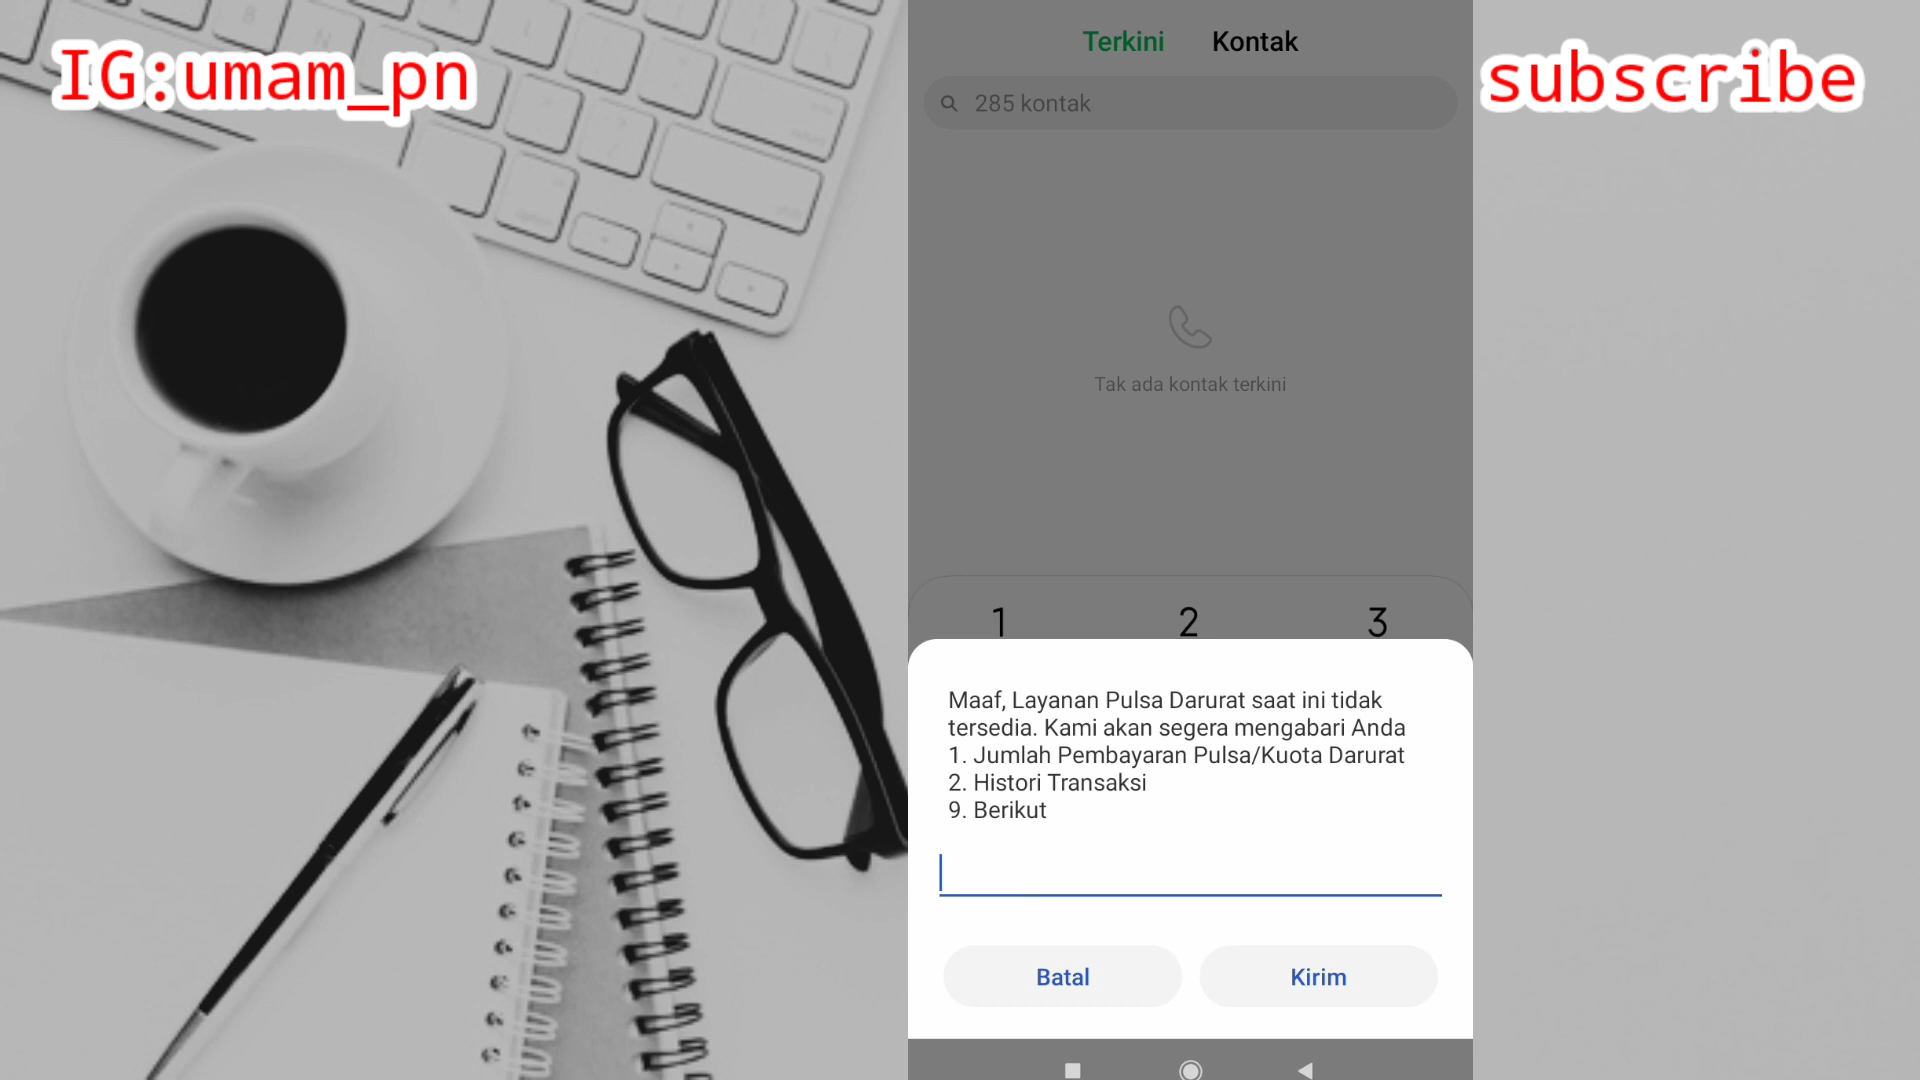 IG:umam_pn
subscribe
Terkini
Kontak
285 kontak
Tak ada kontak terkini
1 2 3
Maaf, Layanan Pulsa Darurat saat ini tidak
tersedia. Kami akan segera mengabari Anda
1. Jumlah Pembayaran Pulsa/Kuota Darurat
2. Histori Transaksi
9. Berikut
Batal
Kirim